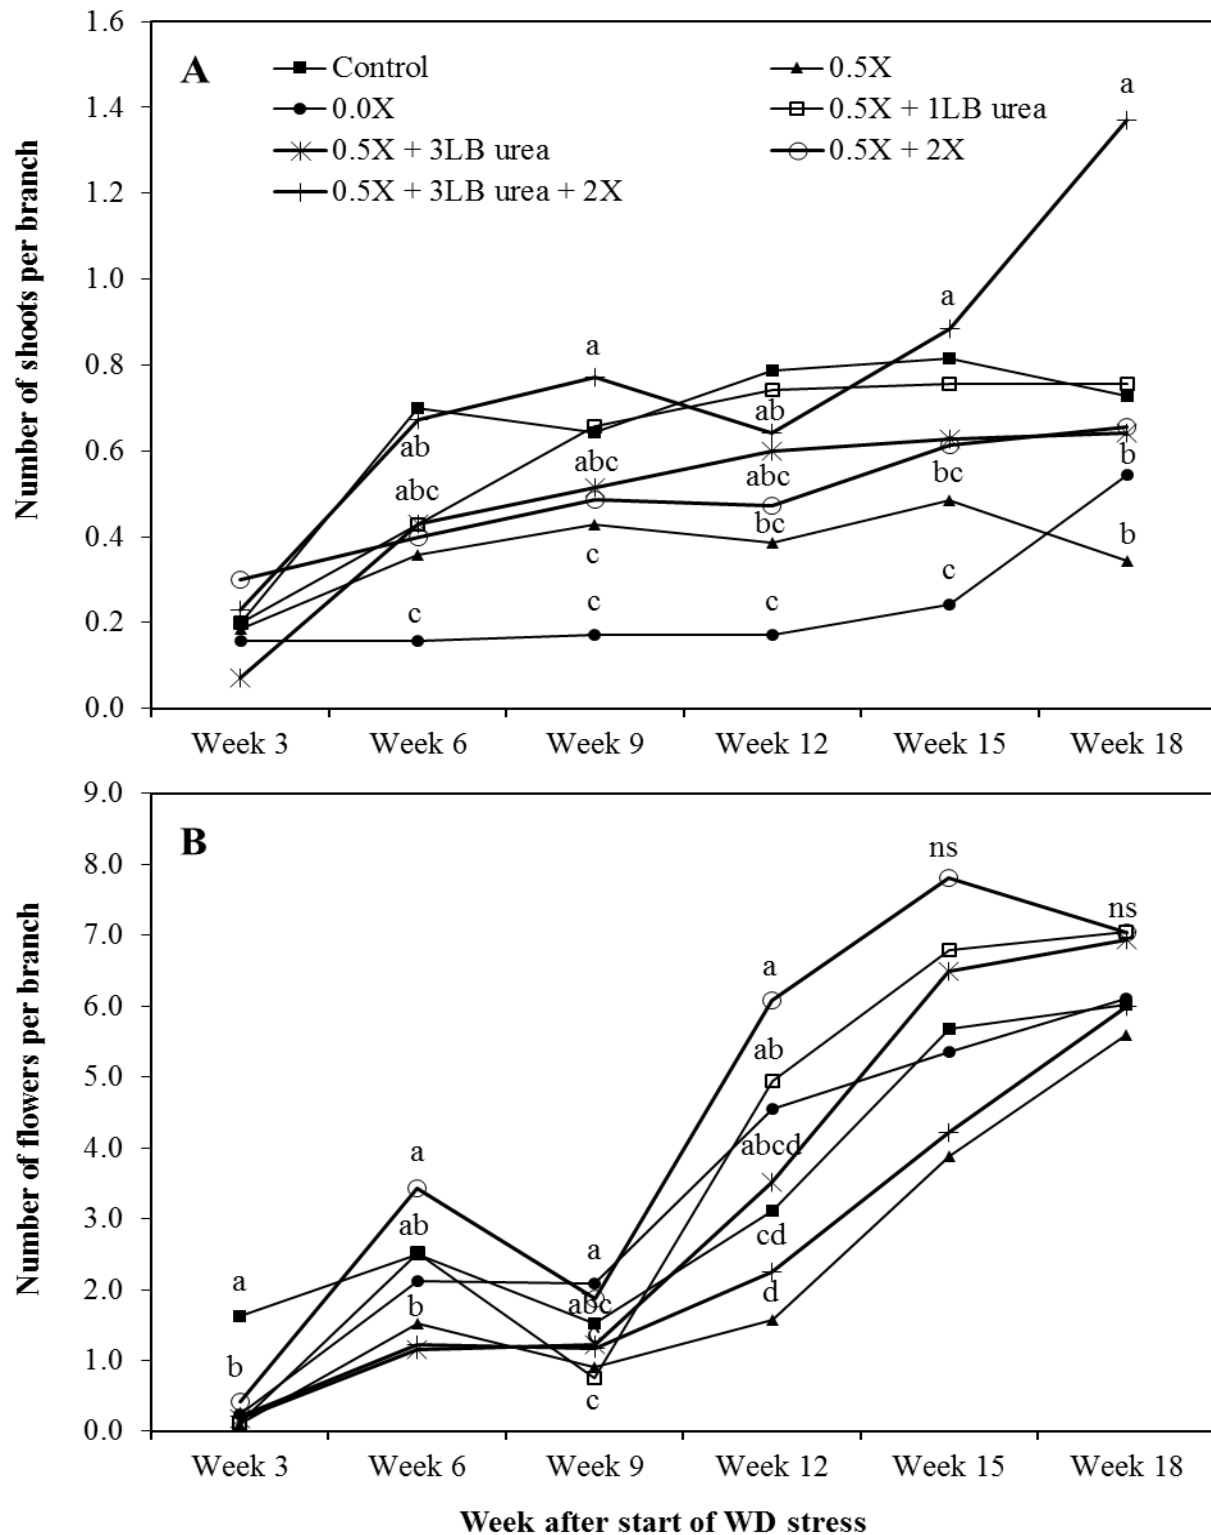 1.6
A
Control
0.5X
1.4
a
0.0X
0.5X + 1LB urea
0.5X + 3LB urea
0.5X + 2X
1.2
0.5X + 3LB urea + 2X
Number of shoots per branch
1.0
a
0.8
a
ab
0.6
ab
abc
abc
bc
b
abc
0.4
bc
c
b
c
c
c
c
0.2
0.0
Week 3 Week 6 Week 9 Week 12 Week 15 Week 18
9.0
B
8.0
ns
7.0
ns
a
6.0
Number of flowers per branch
5.0
ab
4.0
a
abcd
3.0
ab
cd
a
a
2.0
b
abc
d
c
1.0
b
c
0.0
Week 3 Week 6 Week 9 Week 12 Week 15 Week 18
Week after start of WD stress